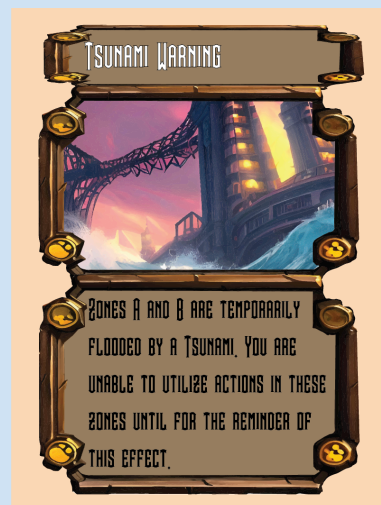 Tsunami Warning
Zones A and B are temporarily
flooded by a Tsunami. You are
unable to utilize actions in these
zones until for the reminder of
this effect.